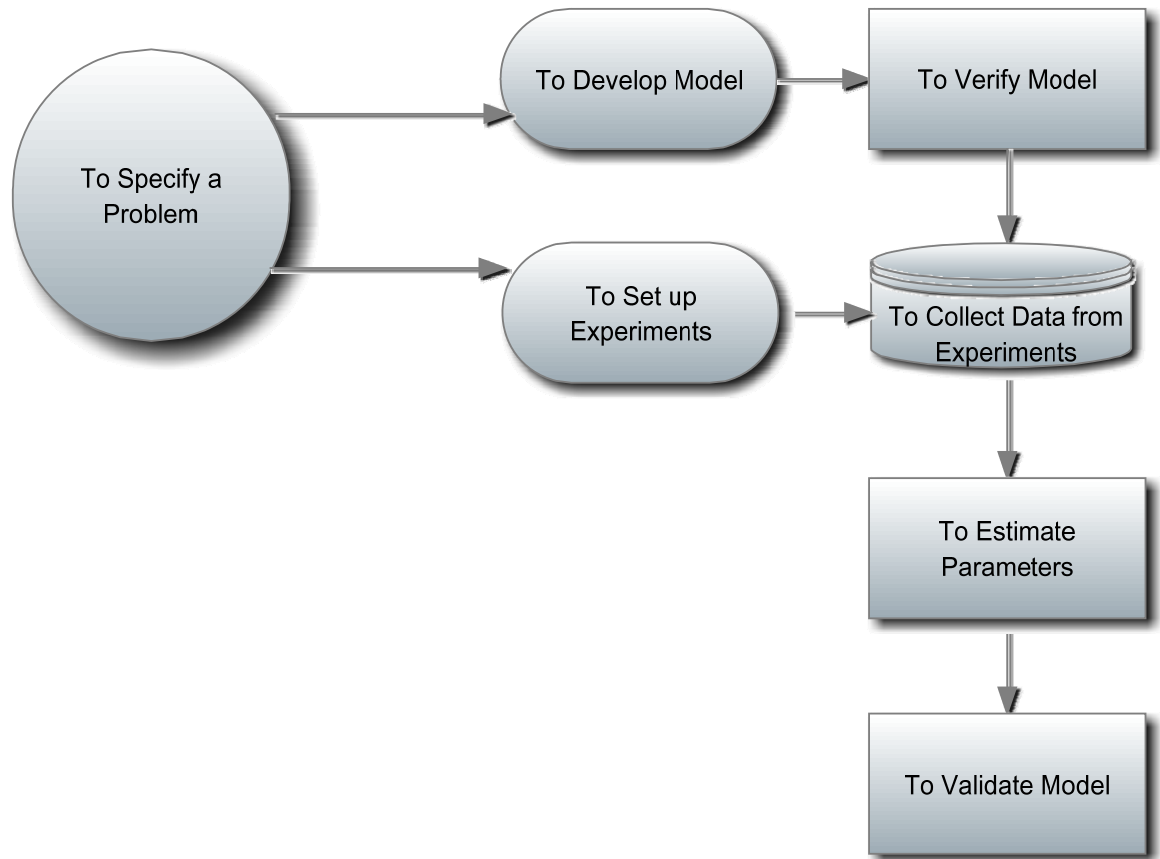 To Specify a
Problem
To Develop Model
To Verify Model
To Set up
Experiments
To Collect Data from
Experiments
To Estimate
Parameters
To Validate Model